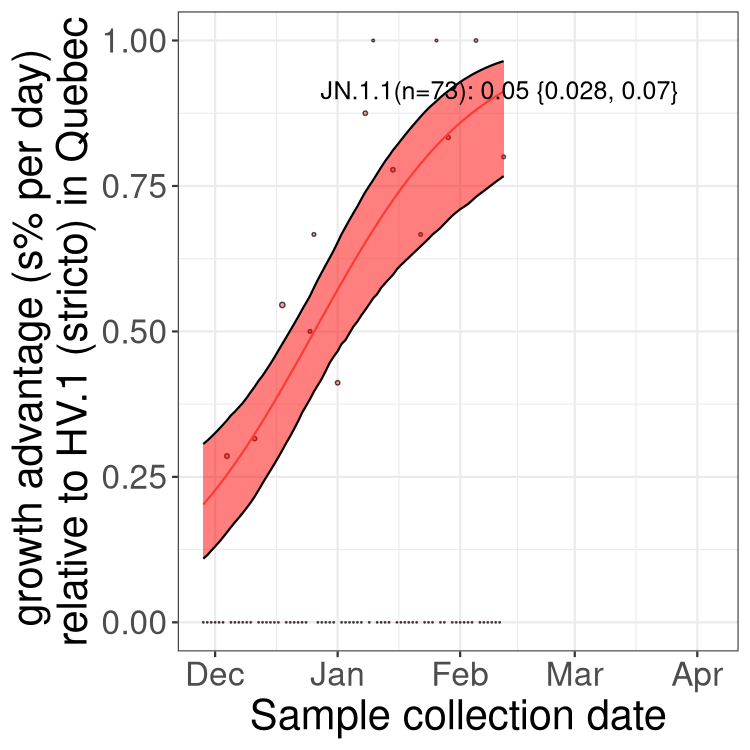 growth advantage (s% per day)
relative to HV.1 (stricto) in Quebec
1.00
0.75
0.50
0.25
0.00
JN.1.1(n=73): 0.05 {0.028, 0.07}
Dec Jan Feb Mar Apr
Sample collection date